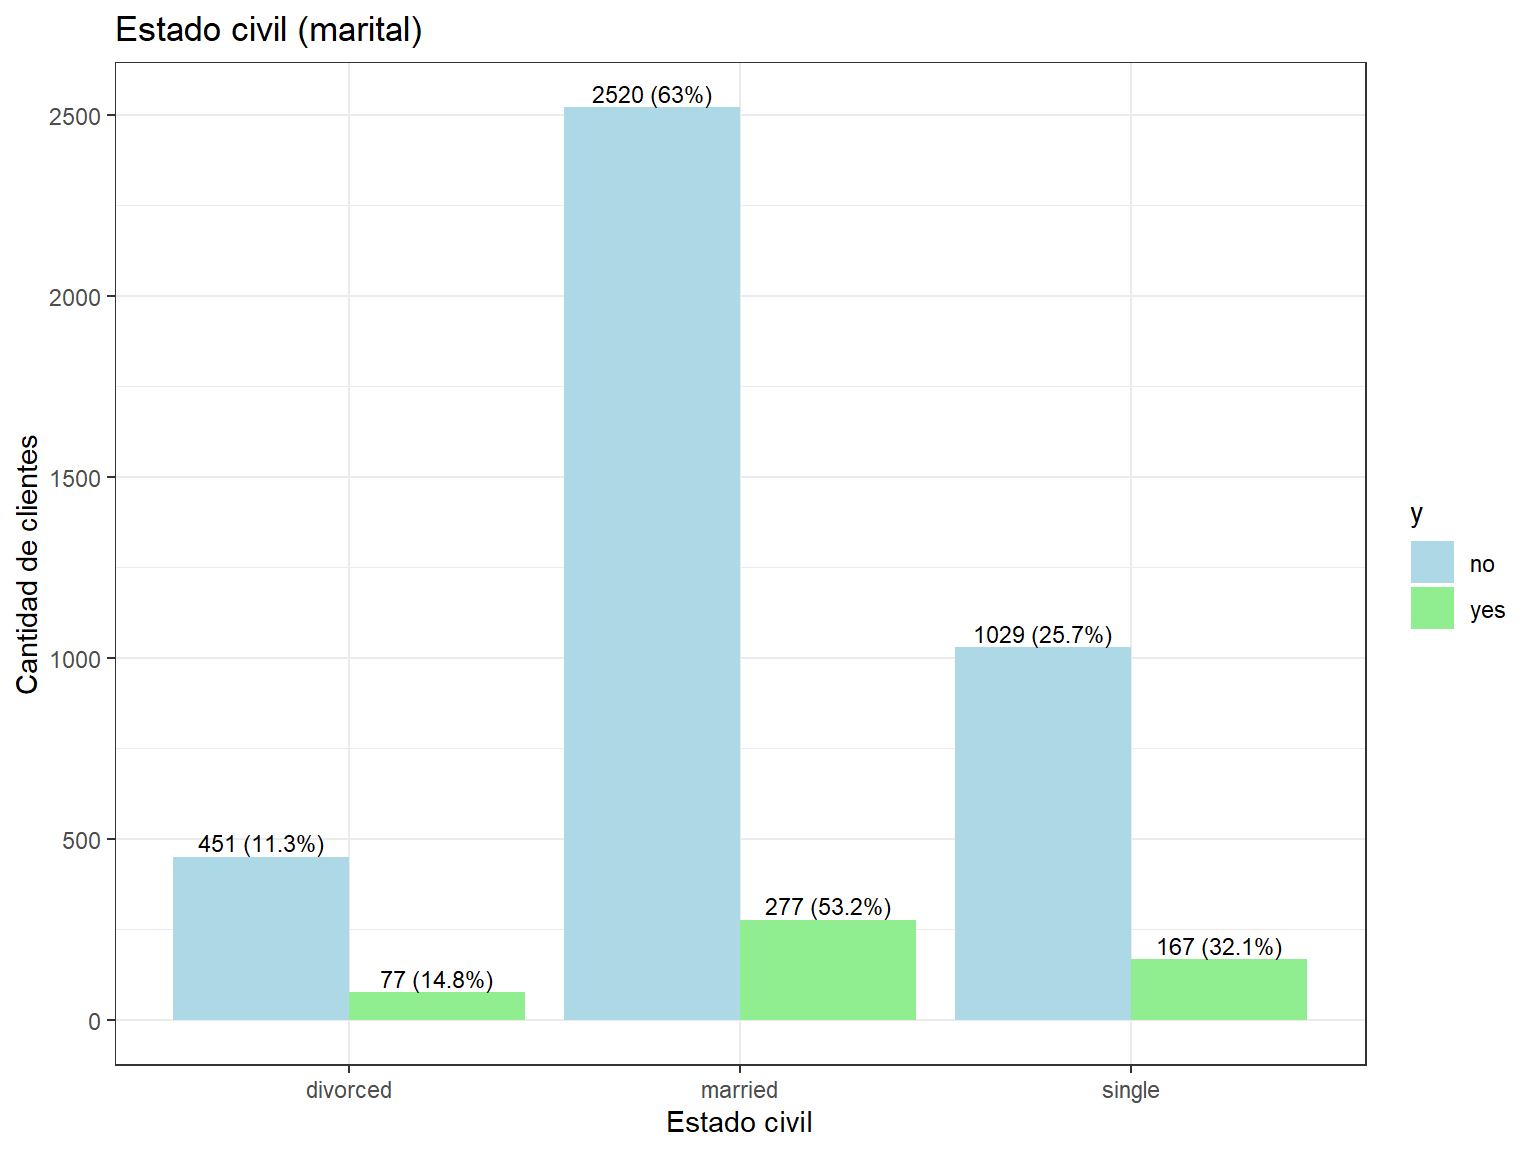 Estado civil (marital)
Cantidad de clientes
2500
2000
1500
1000
500
0
2520 (63%)
1029 (25.7%)
451 (11.3%)
277 (53.2%)
167 (32.1%)
77 (14.8%)
divorced
married
single
Estado civil
y
no
yes